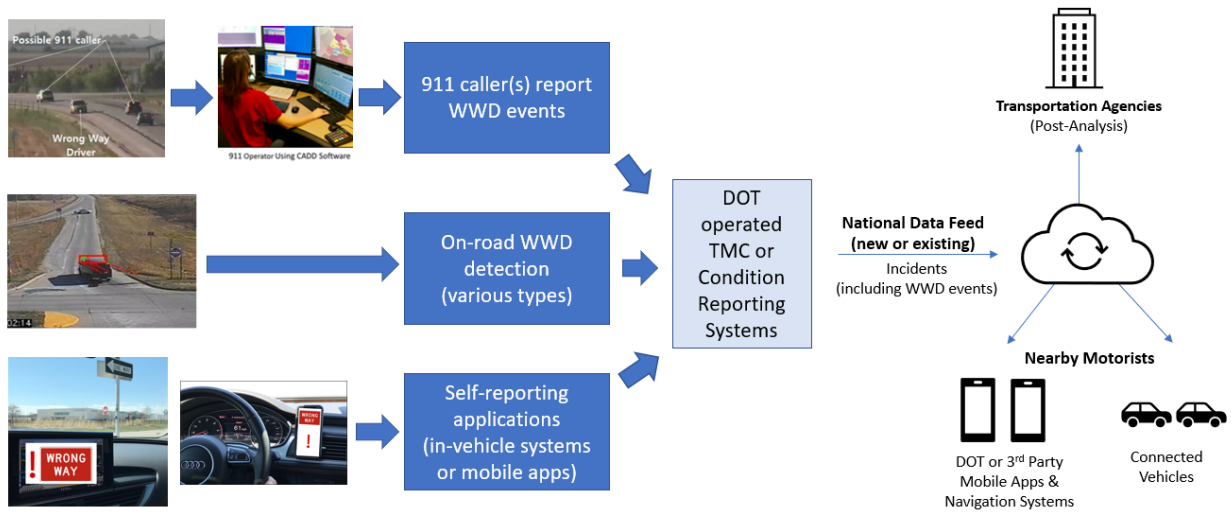 Possible 911 caller
Wrong Way
Driver
911 Operator Using CADD Software
911 caller(s) report
WWD events
On-road WWD
detection
(various types)
02:14
! WRONG
WAY
WRONG
WAY
!
Self-reporting
applications
(in-vehicle systems
or mobile apps)
DOT
operated
TMC or
Condition
Reporting
Systems
National Data Feed
(new or existing)
Incidents
(including WWD events)
Transportation Agencies
(Post-Analysis)
Nearby Motorists
DOT or 3rd Party
Mobile Apps &
Navigation Systems
Connected
Vehicles